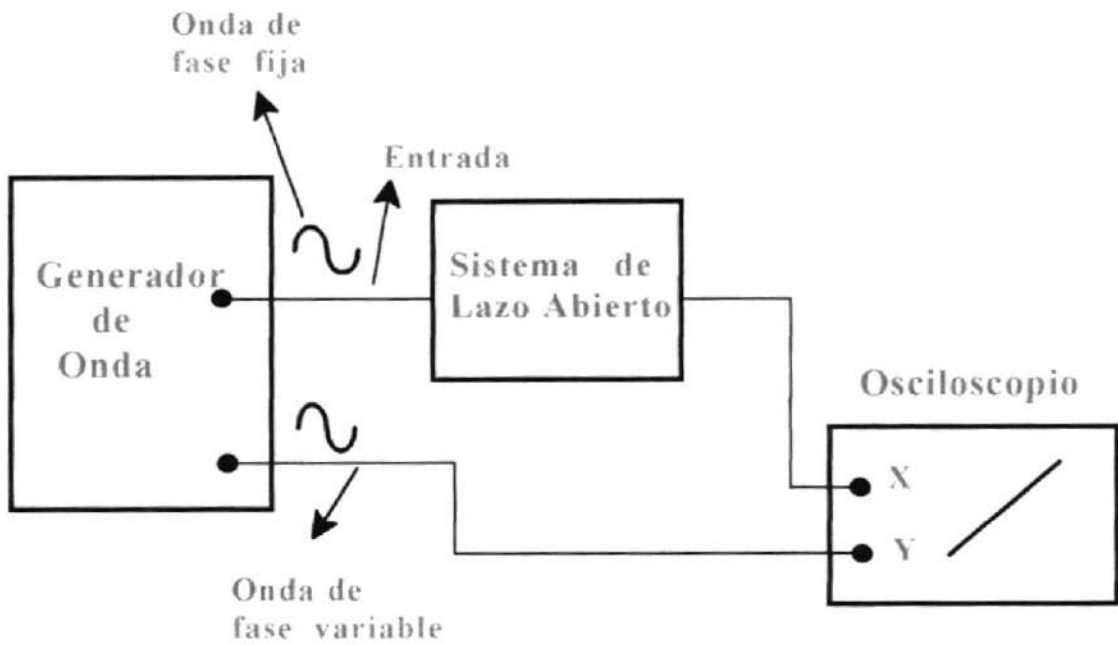 Onda de
fase fija
Entrada
Generador
de
Onda
Sistema de
Lazo Abierto
Osciloscopio
X
Y
Onda de
fase variable